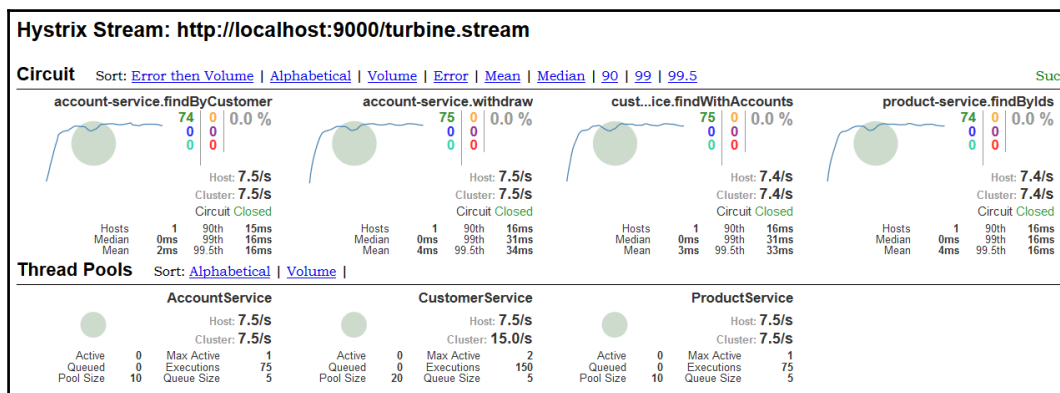 Hystrix Stream: http://localhost:9000/turbine.stream
Circuit Sort: Error then Volume | Alphabetical | Volume | Error | Mean | Median | 90 | 99 | 99.5 Suc
account-service.findByCustomer
74 0 0.0 %
0 0
0 0
Host: 7.5/s
Cluster: 7.5/s
Circuit Closed
Hosts 1 90th 15ms
Median 0ms 99th 16ms
Mean 2ms 99.5th 16ms
account-service.withdraw
75 0 0.0 %
0 0
0 0
Host: 7.5/s
Cluster: 7.5/s
Circuit Closed
Hosts 1 90th 16ms
Median 0ms 99th 31ms
Mean 4ms 99.5th 34ms
cust...ice.findWithAccounts
75 0 0.0 %
0 0
0 0
Host: 7.4/s
Cluster: 7.4/s
Circuit Closed
Hosts 1 90th 16ms
Median 0ms 99th 31ms
Mean 3ms 99.5th 33ms
product-service.findByIds
74 0 0.0 %
0 0
0 0
Host: 7.4/s
Cluster: 7.4/s
Circuit Closed
Hosts 1 90th 16ms
Median 0ms 99th 16ms
Mean 4ms 99.5th 16ms
Thread Pools Sort: Alphabetical | Volume |
AccountService
Host: 7.5/s
Cluster: 7.5/s
Active 0 Max Active 1
Queued 0 Executions 75
Pool Size 10 Queue Size 5
CustomerService
Host: 7.5/s
Cluster: 15.0/s
Active 0 Max Active 2
Queued 0 Executions 150
Pool Size 20 Queue Size 5
ProductService
Host: 7.5/s
Cluster: 7.5/s
Active 0 Max Active 1
Queued 0 Executions 75
Pool Size 10 Queue Size 5